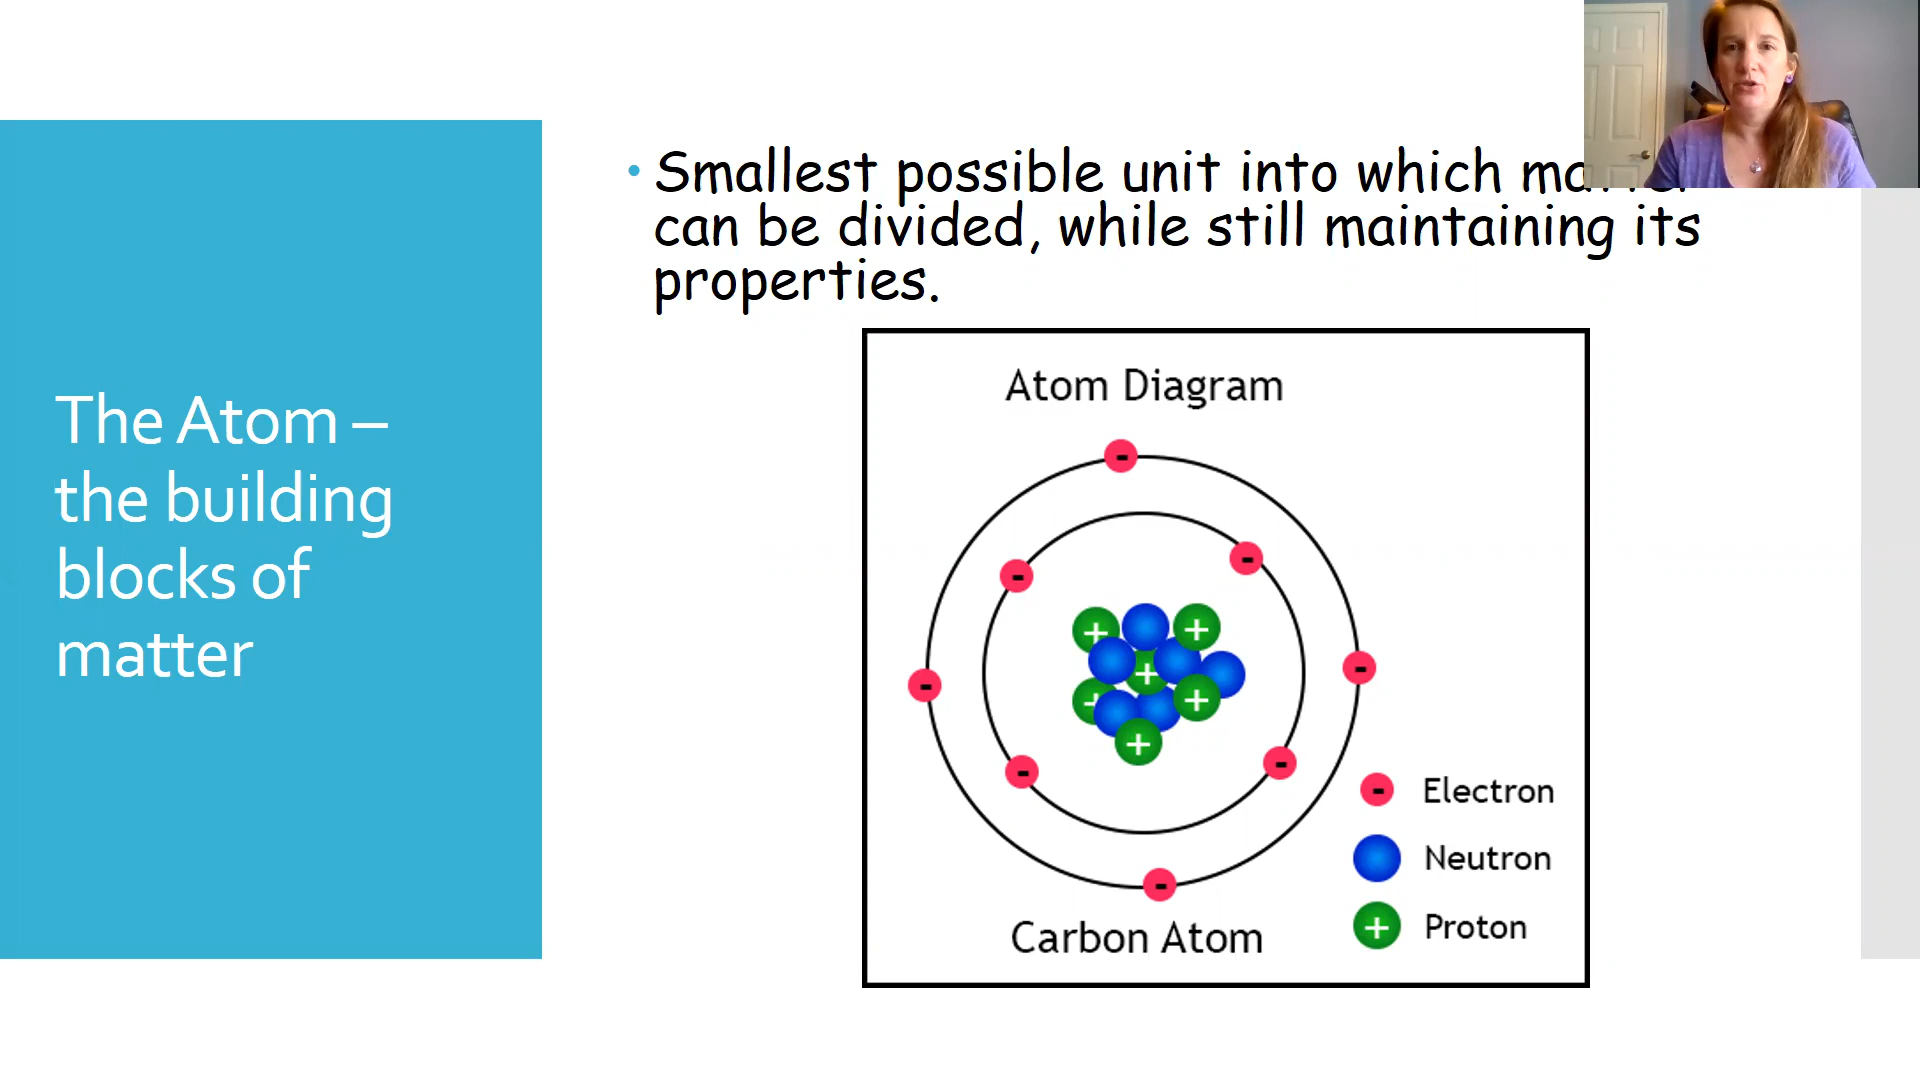 The Atom –
the building
blocks of
matter
• Smallest possible unit into which
can be divided, while still maintaining its
properties.
Atom Diagram
-
-
-
-
-
-
-
-
+
+
+
+
+
- Electron
Neutron
+ Proton
Carbon Atom